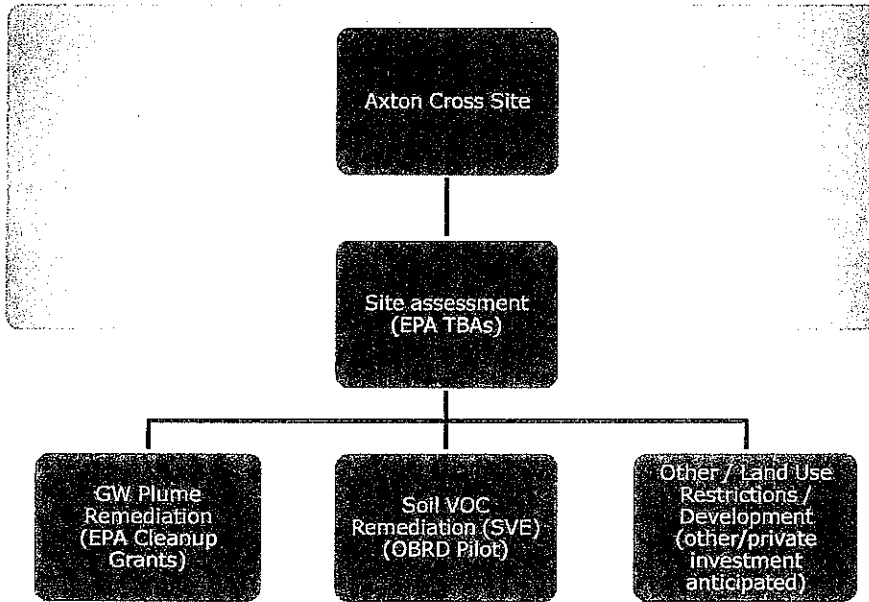 Axton Cross Site
Site assessment
(EPA TBAs)
GW Plume
Remediation
(EPA Cleanup
Grants)
Soil VOC
Remediation (SVE)
(OBRD Pilot)
Other / Land Use
Restrictions /
Development
(other/private
investment
anticipated)